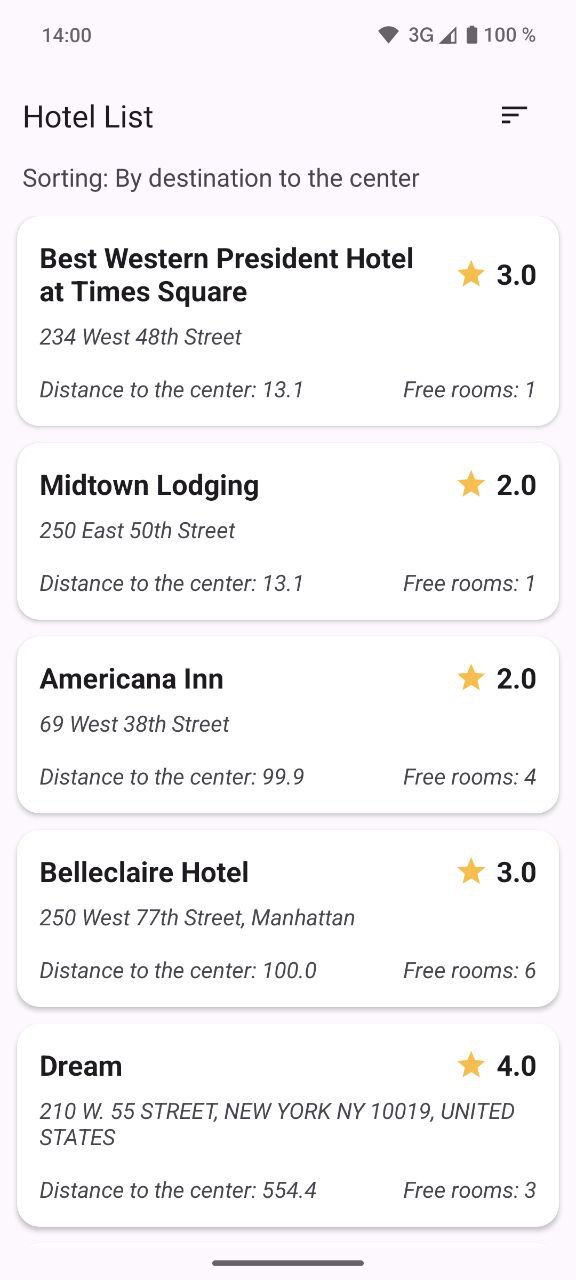 14:00 3G 100 %
Hotel List
Sorting: By destination to the center
Best Western President Hotel
at Times Square
3.0
234 West 48th Street
Distance to the center: 13.1 Free rooms: 1
Midtown Lodging 2.0
250 East 50th Street
Distance to the center: 13.1 Free rooms: 1
Americana Inn 2.0
69 West 38th Street
Distance to the center: 99.9 Free rooms: 4
Belleclaire Hotel 3.0
250 West 77th Street, Manhattan
Distance to the center: 100.0 Free rooms: 6
Dream 4.0
210 W. 55 STREET, NEW YORK NY 10019, UNITED
STATES
Distance to the center: 554.4 Free rooms: 3